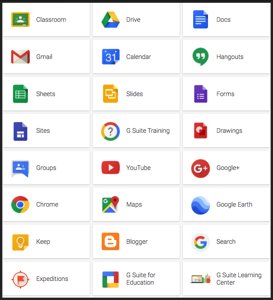 Classroom
Drive
Docs
Gmail
31
Calendar
Hangouts
Sheets
Slides
Forms
Sites
G Suite Training
Drawings
Groups
YouTube
G+
Google+
Chrome
Maps
Google Earth
Keep
Blogger
Search
Expeditions
G Suite for
Education
G Suite Learning
Center